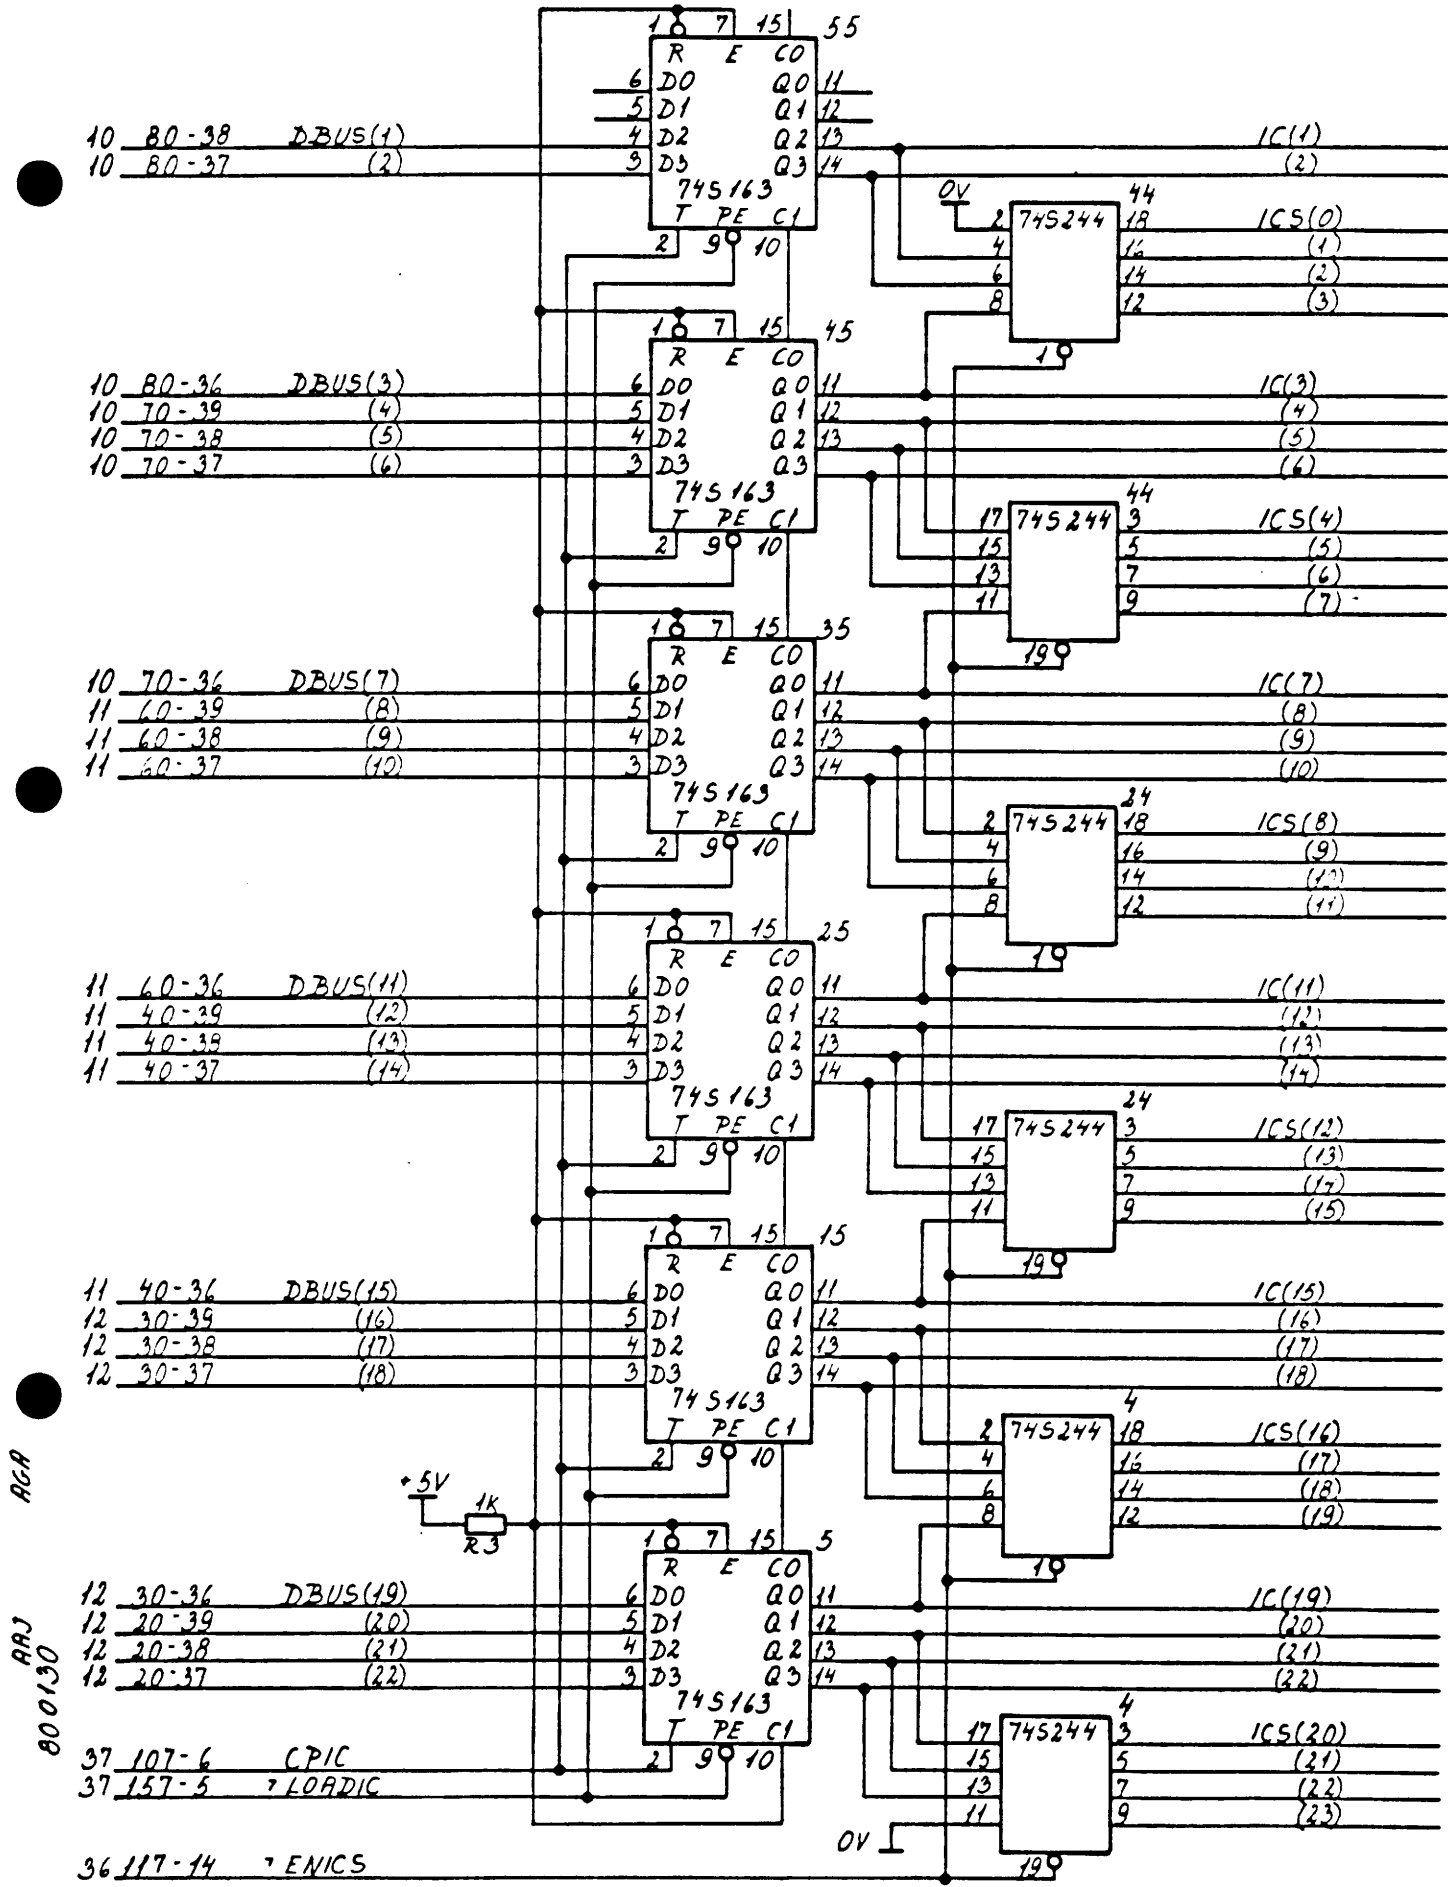 1 7 15 55
R E CO
6 D0 Q0 11
5 D1 Q1 12
10 80-38 DBUS(1) 4 D2 Q2 13 IC(1)
10 80-37 (2) 3 D3 Q3 14 (2)
74S163
T PE CI
2 9 10
0V 44
2 74S244 18 ICS(0)
4 16 (1)
6 14 (2)
8 12 (3)
1
1 7 15 45
R E CO
10 80-36 DBUS(3) 6 D0 Q0 11 IC(3)
10 70-39 (4) 5 D1 Q1 12 (4)
10 70-38 (5) 4 D2 Q2 13 (5)
10 70-37 (6) 3 D3 Q3 (6)
74S163
T PE CI
2 9 10
44
17 74S244 3 ICS(4)
15 5 (5)
13 7 (6)
11 9 (7)
19
1 7 15 35
R E CO
10 70-36 DBUS(7) 6 D0 Q0 11 IC(7)
11 60-39 (8) 5 D1 Q1 12 (8)
11 60-38 (9) 4 D2 Q2 13 (9)
11 60-37 (10) 3 D3 Q3 14 (10)
74S163
T PE CI
2 9 10
24
2 74S244 18 ICS(8)
4 16 (9)
6 14 (10)
8 12 (11)
1
1 7 15 25
R E CO
11 60-36 DBUS(11) 6 D0 Q0 11 IC(11)
11 40-39 (12) 5 D1 Q1 12 (12)
11 40-38 (13) 4 D2 Q2 13 (13)
11 40-37 (14) 3 D3 Q3 14 (14)
74S163
T PE CI
2 9 10
24
17 74S244 3 ICS(12)
15 5 (13)
13 7 (14)
11 9 (15)
19
1 7 15 15
R E CO
11 40-36 DBUS(15) 6 D0 Q0 11 IC(15)
12 30-39 (16) 5 D1 Q1 12 (16)
12 30-38 (17) 4 D2 Q2 13 (17)
12 30-37 (18) 3 D3 Q3 14 (18)
74S163
T PE CI
2 9 10
4
2 74S244 18 ICS(16)
4 16 (17)
6 14 (18)
8 12 (19)
1
AGA
+5V
1K
R3
1 7 15 5
R E CO
12 30-36 DBUS(19) 6 D0 Q0 11 IC(19)
12 20-39 (20) 5 D1 Q1 12 (20)
12 20-38 (21) 4 D2 Q2 13 (21)
12 20-37 (22) 3 D3 Q3 14 (22)
74S163
T PE CI
2 9 10
AAJ
800130
4
17 74S244 3 ICS(20)
15 5 (21)
13 7 (22)
11 9 (23)
0V
19
37 107-6 CPIC
37 157-5 ¬LOADIC
36 117-14 ¬ENICS